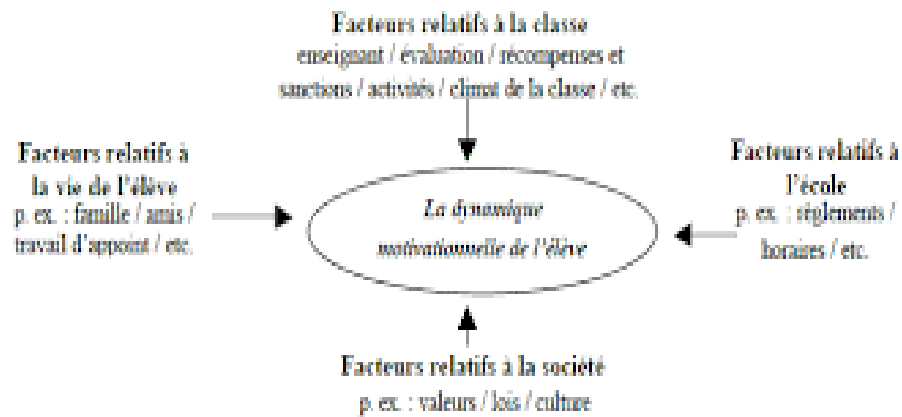 Facteurs relatifs à la classe
enseignant / évaluation / récompenses et
sanctions / activités / climat de la classe / etc.
Facteurs relatifs à
la vie de l'élève
p. ex. : famille / amis /
travail d'appoint / etc.
La dynamique
motivationnelle de l'élève
Facteurs relatifs à
l'école
p. ex. : règlements /
horaires / etc.
Facteurs relatifs à la société
p. ex. : valeurs / lois / culture